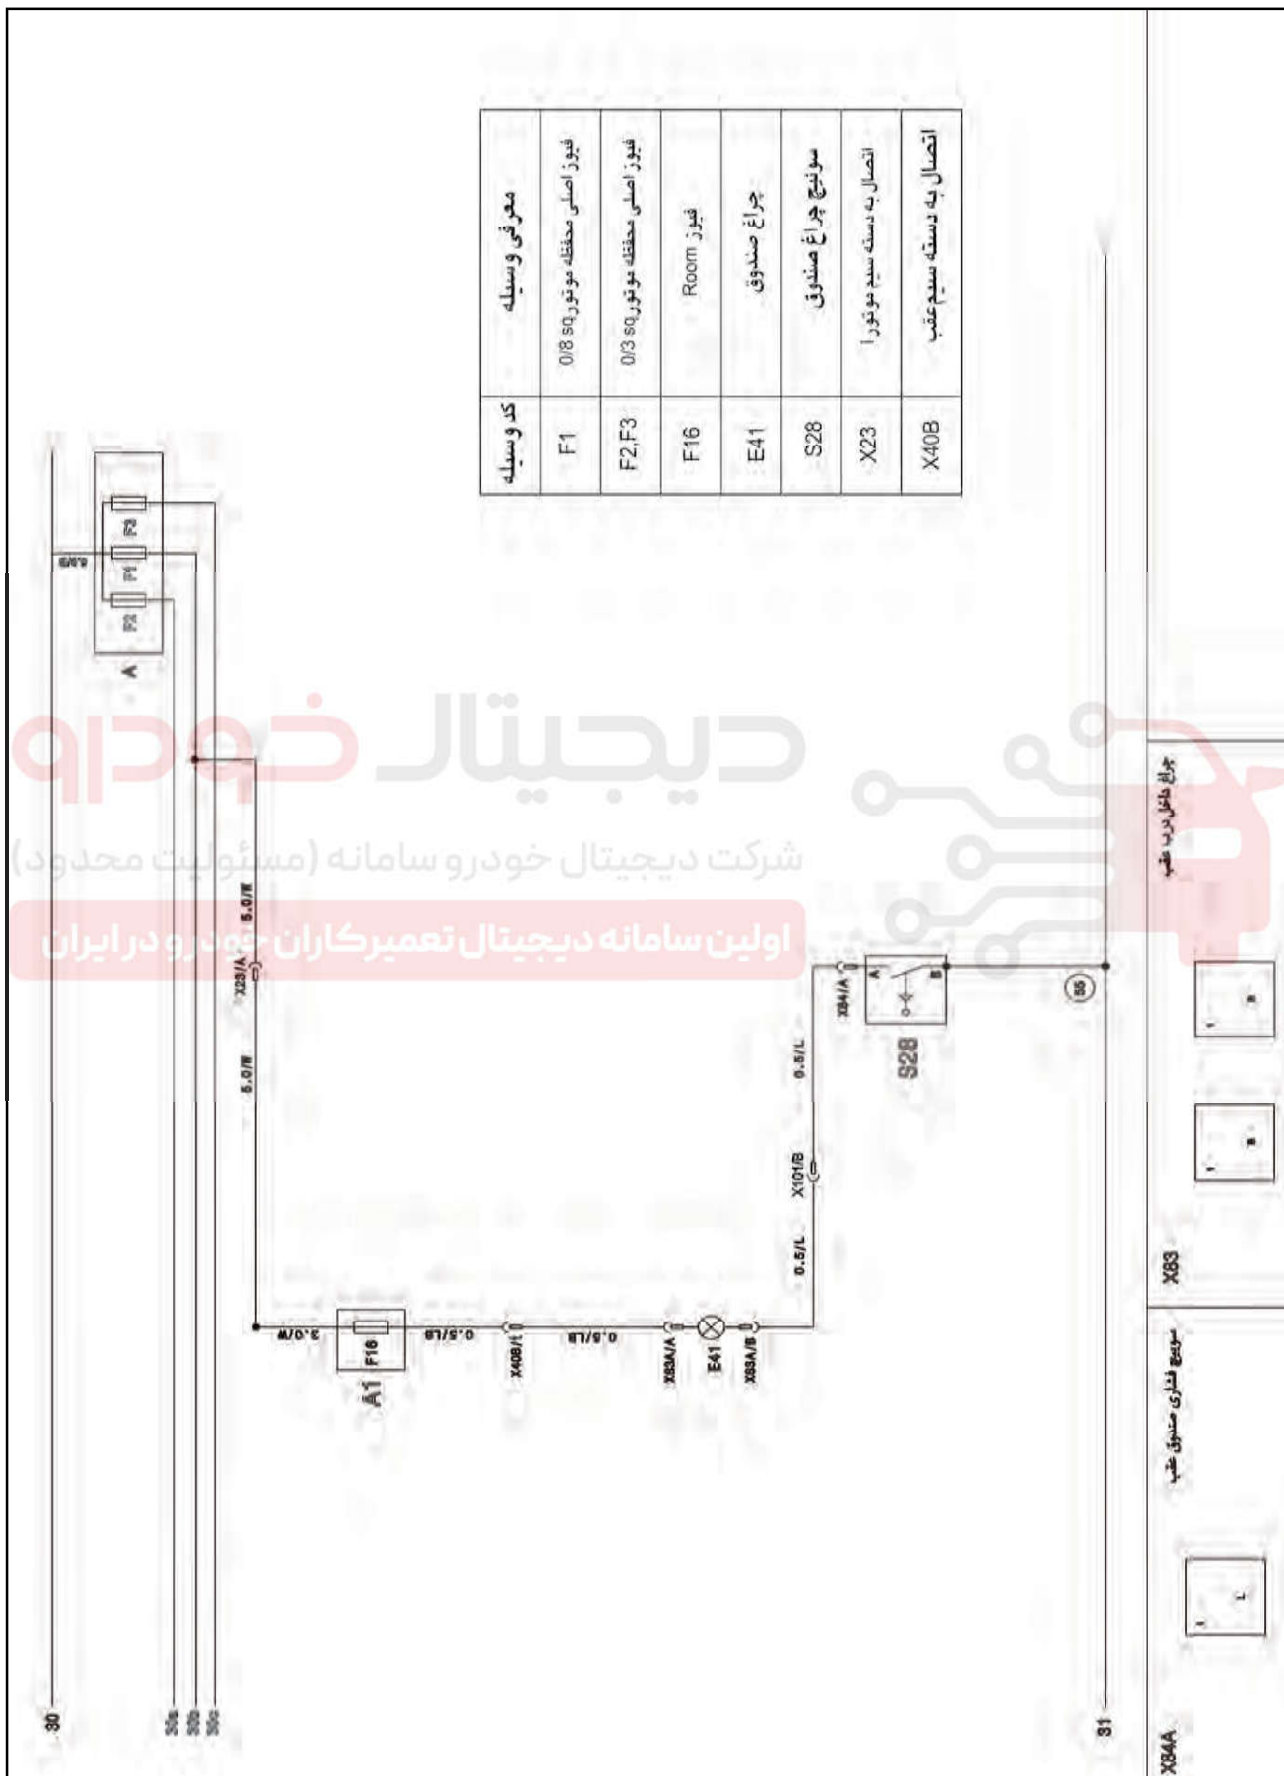 کد وسیله	معرفی وسیله
F1	فیوز اصلی محفظه موتور 0/8 sq
F2,F3	فیوز اصلی محفظه موتور 0/3 sq
F16	فیوز Room
E41	چراغ صندوق
S28	سوئیچ چراغ صندوق
X23	اتصال به دسته سیم موتور ا
X40B	اتصال به دسته سیم عقب
30
30a
30b
30c
A
F2
F1
F3
5.0/W
X23/A
5.0/W
3.0/W
F16
A1
0.5/LB
X40B/1
0.5/LB
X83A/A
E41
X83A/B
0.5/L
X101/B
0.5/L
X84/A
A
B
S28
55
31
دیجیتال خودرو
شرکت دیجیتال خودرو سامانه (مسئولیت محدود)
اولین سامانه دیجیتال تعمیرکاران خودرو در ایران
X84A
سوییچ فشاری صندوق عقب
L
X83
چراغ داخل درب عقب